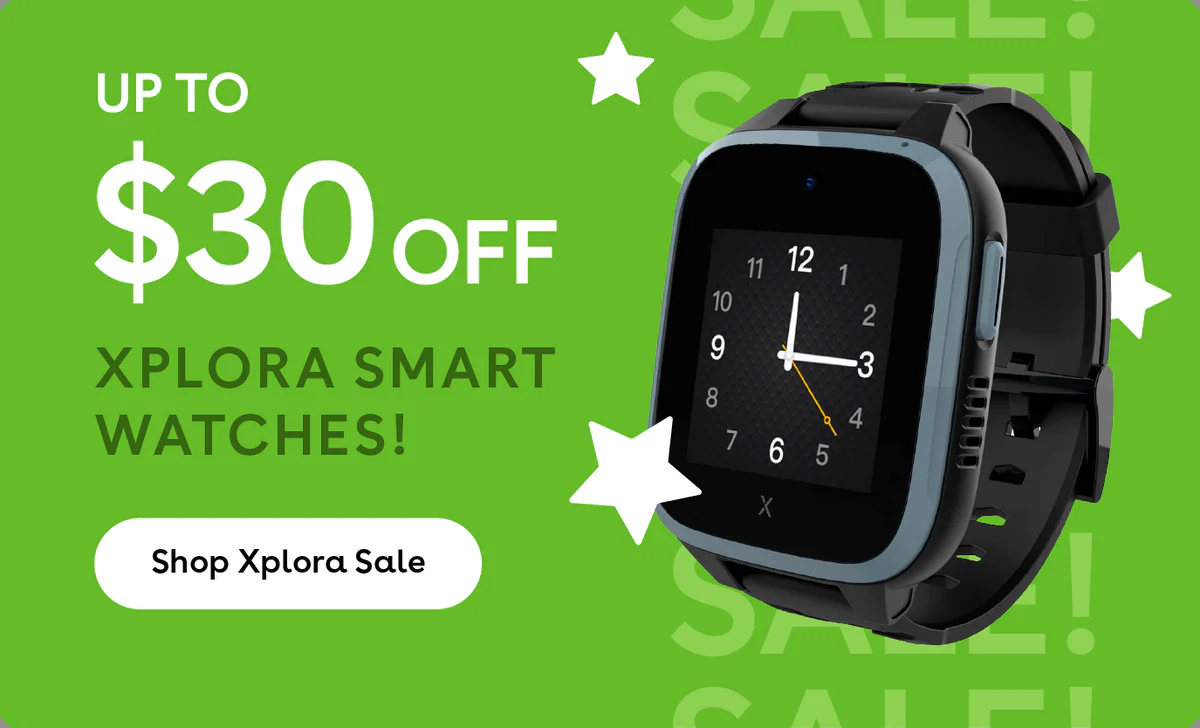 SALE!
SALE!
UP TO
$30 OFF
XPLORA SMART
WATCHES!
Shop Xplora Sale
12
11
1
10
2
9
3
8
4
7
5
6
X
SALE!
SALE!